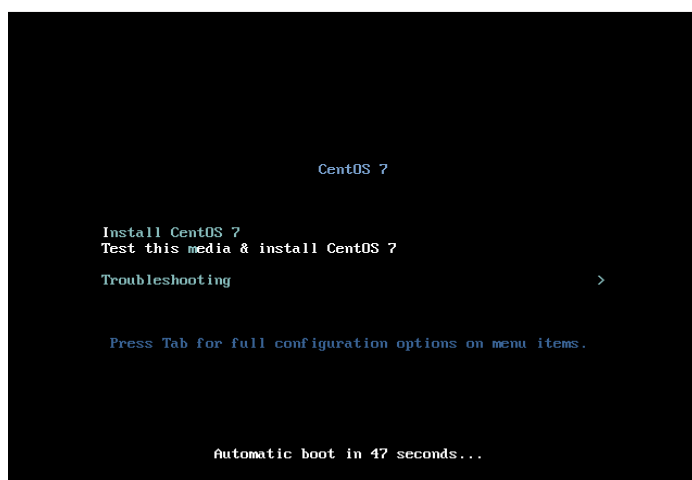 CentOS 7
Install CentOS 7
Test this media & install CentOS 7
Troubleshooting >
Press Tab for full configuration options on menu items.
Automatic boot in 47 seconds...